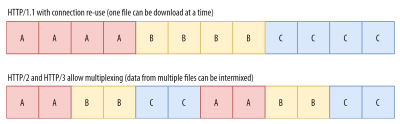 HTTP/1.1 with connection re-use (one file can be download at a time)
A A A A B B B B C C C C
HTTP/2 and HTTP/3 allow multiplexing (data from multiple files can be intermixed)
A A B B C C A A B B C C